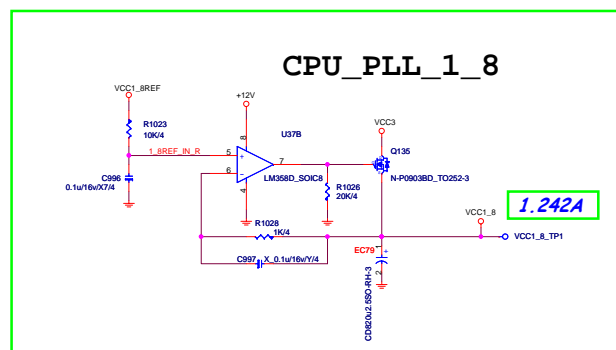 CPU_PLL_1_8
VCC1_8REF
+12V
VCC3
R1023
10K/4
U37B
8
Q135
1_8REF_IN_R
5
+
7
6
-
LM358D_SOIC8
N-P0903BD_TO252-3
C996
0.1u/16v/X7/4
4
R1026
20K/4
1.242A
VCC1_8
R1028
1K/4
VCC1_8_TP1
C997
X_0.1u/16v/Y/4
EC79
1
+
2
CD820u2.5SO-RH-3